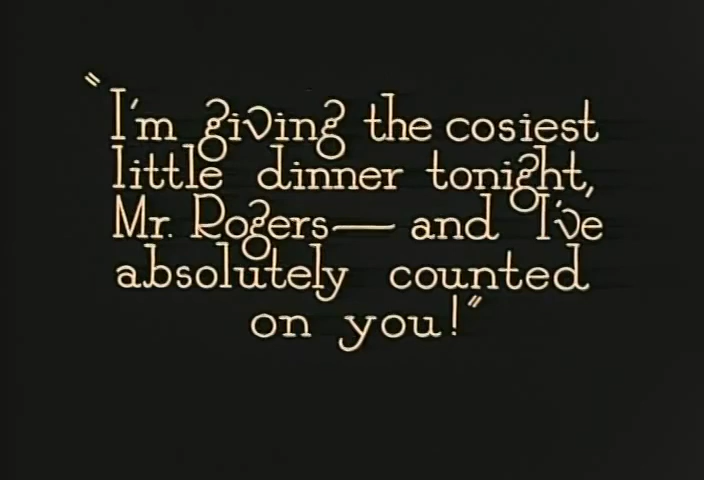 "I'm giving the cosiest
little dinner tonight,
Mr. Rogers— and I've
absolutely counted
on you!"